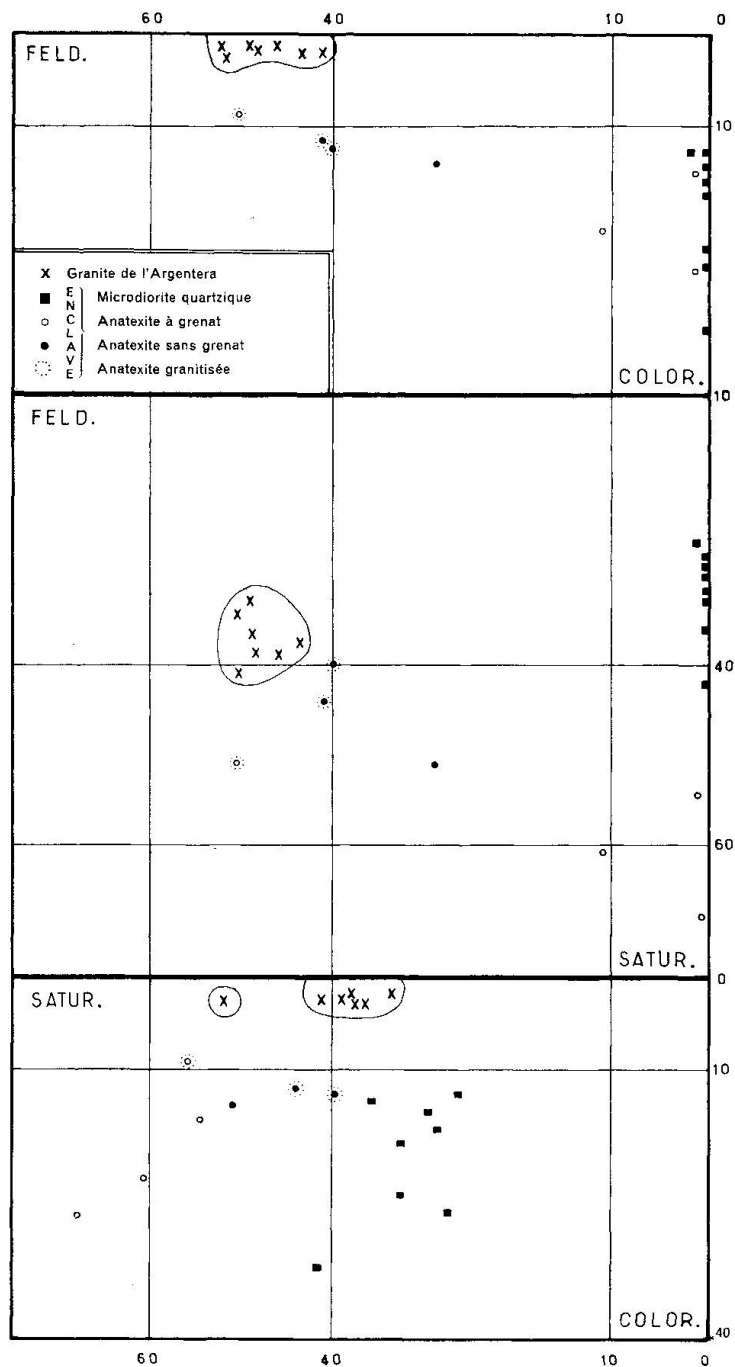 60 40 10 0
FELD.
10
X Granite de l'Argentera
ENCLAVE
Microdiorite quartzique
Anatexite à grenat
Anatexite sans grenat
Anatexite granitisée
COLOR.
10
FELD.
40
60
SATUR.
0
SATUR.
10
COLOR.
40
60 40 10 0